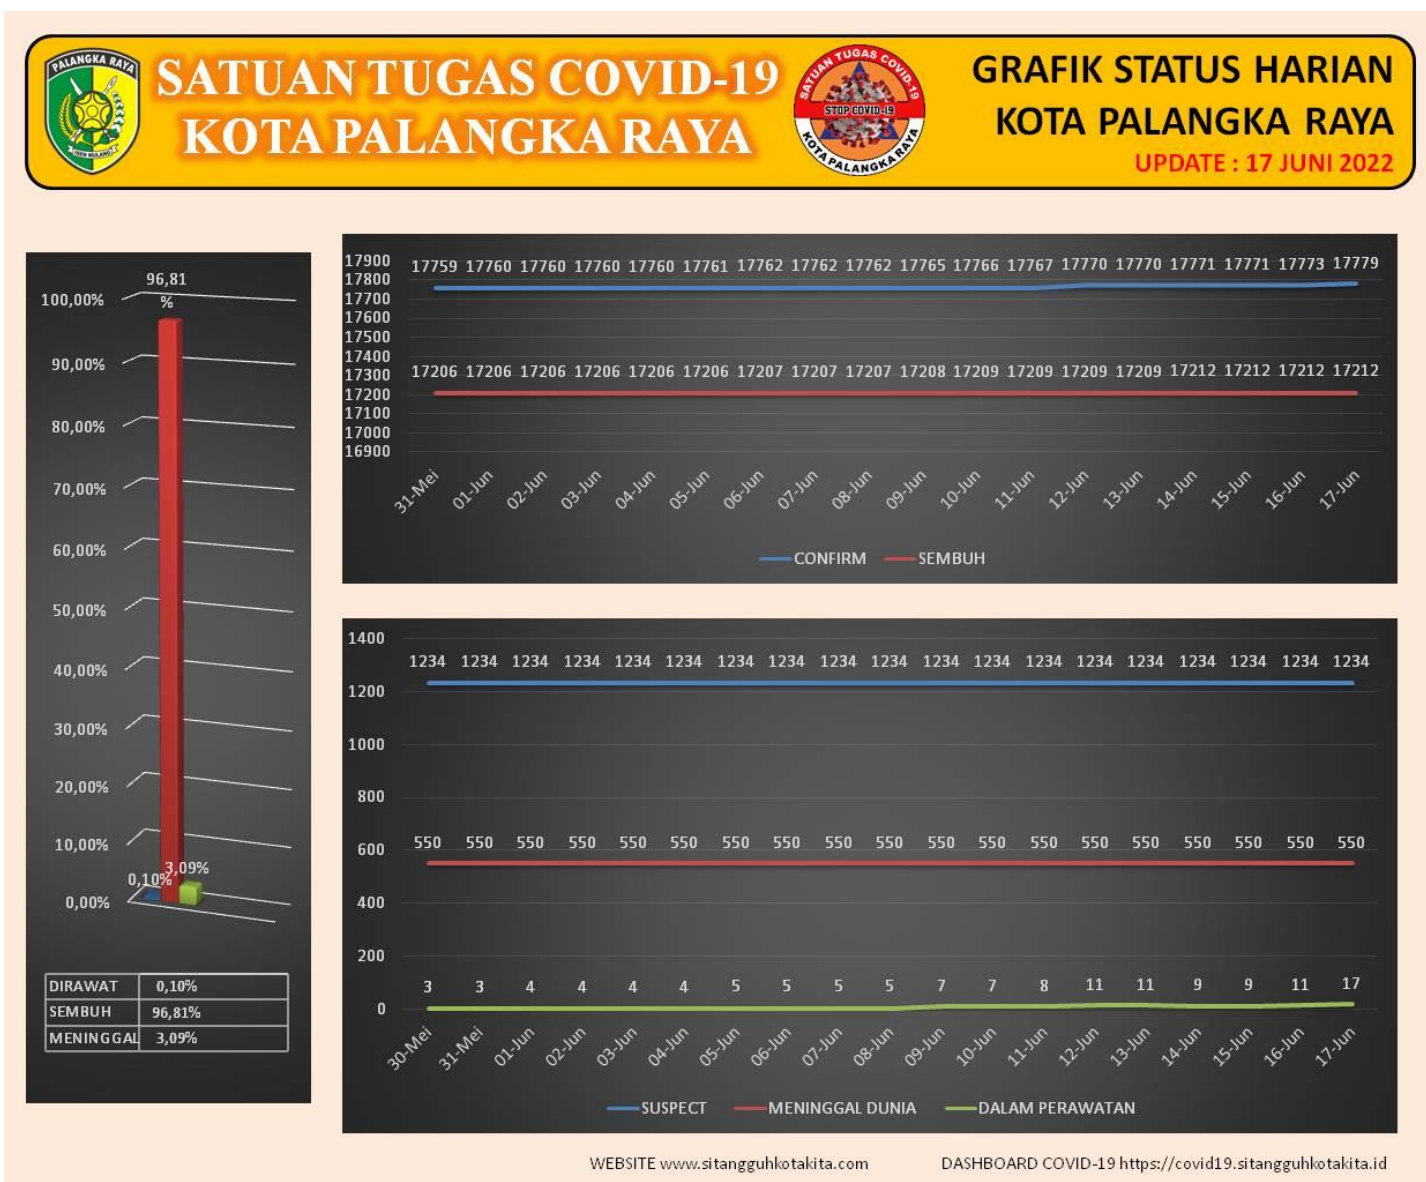 PALANGKA RAYA
ISEN MULANG
SATUAN TUGAS COVID-19
KOTA PALANGKA RAYA
SATUAN TUGAS COVID-19
STOP COVID-19
KOTA PALANGKA RAYA
GRAFIK STATUS HARIAN
KOTA PALANGKA RAYA
UPDATE : 17 JUNI 2022
96,81
%
100,00%
90,00%
80,00%
70,00%
60,00%
50,00%
40,00%
30,00%
20,00%
10,00%
0,00%
0,10%
3,09%
DIRAWAT 0,10%
SEMBUH 96,81%
MENINGGAL 3,09%
17900
17800
17700
17600
17500
17400
17300
17200
17100
17000
16900
17759 17760 17760 17760 17760 17761 17762 17762 17762 17765 17766 17767 17770 17770 17771 17771 17773 17779
17206 17206 17206 17206 17206 17206 17207 17207 17207 17208 17209 17209 17209 17209 17212 17212 17212 17212
31-Mei 01-Jun 02-Jun 03-Jun 04-Jun 05-Jun 06-Jun 07-Jun 08-Jun 09-Jun 10-Jun 11-Jun 12-Jun 13-Jun 14-Jun 15-Jun 16-Jun 17-Jun
CONFIRM SEMBUH
1400
1200
1000
800
600
400
200
0
1234 1234 1234 1234 1234 1234 1234 1234 1234 1234 1234 1234 1234 1234 1234 1234 1234 1234 1234
550 550 550 550 550 550 550 550 550 550 550 550 550 550 550 550 550 550 550
3 3 4 4 4 4 5 5 5 5 7 7 8 11 11 9 9 11 17
30-Mei 31-Mei 01-Jun 02-Jun 03-Jun 04-Jun 05-Jun 06-Jun 07-Jun 08-Jun 09-Jun 10-Jun 11-Jun 12-Jun 13-Jun 14-Jun 15-Jun 16-Jun 17-Jun
SUSPECT MENINGGAL DUNIA DALAM PERAWATAN
WEBSITE www.sitangguhkotakita.com DASHBOARD COVID-19 https://covid19.sitangguhkotakita.id